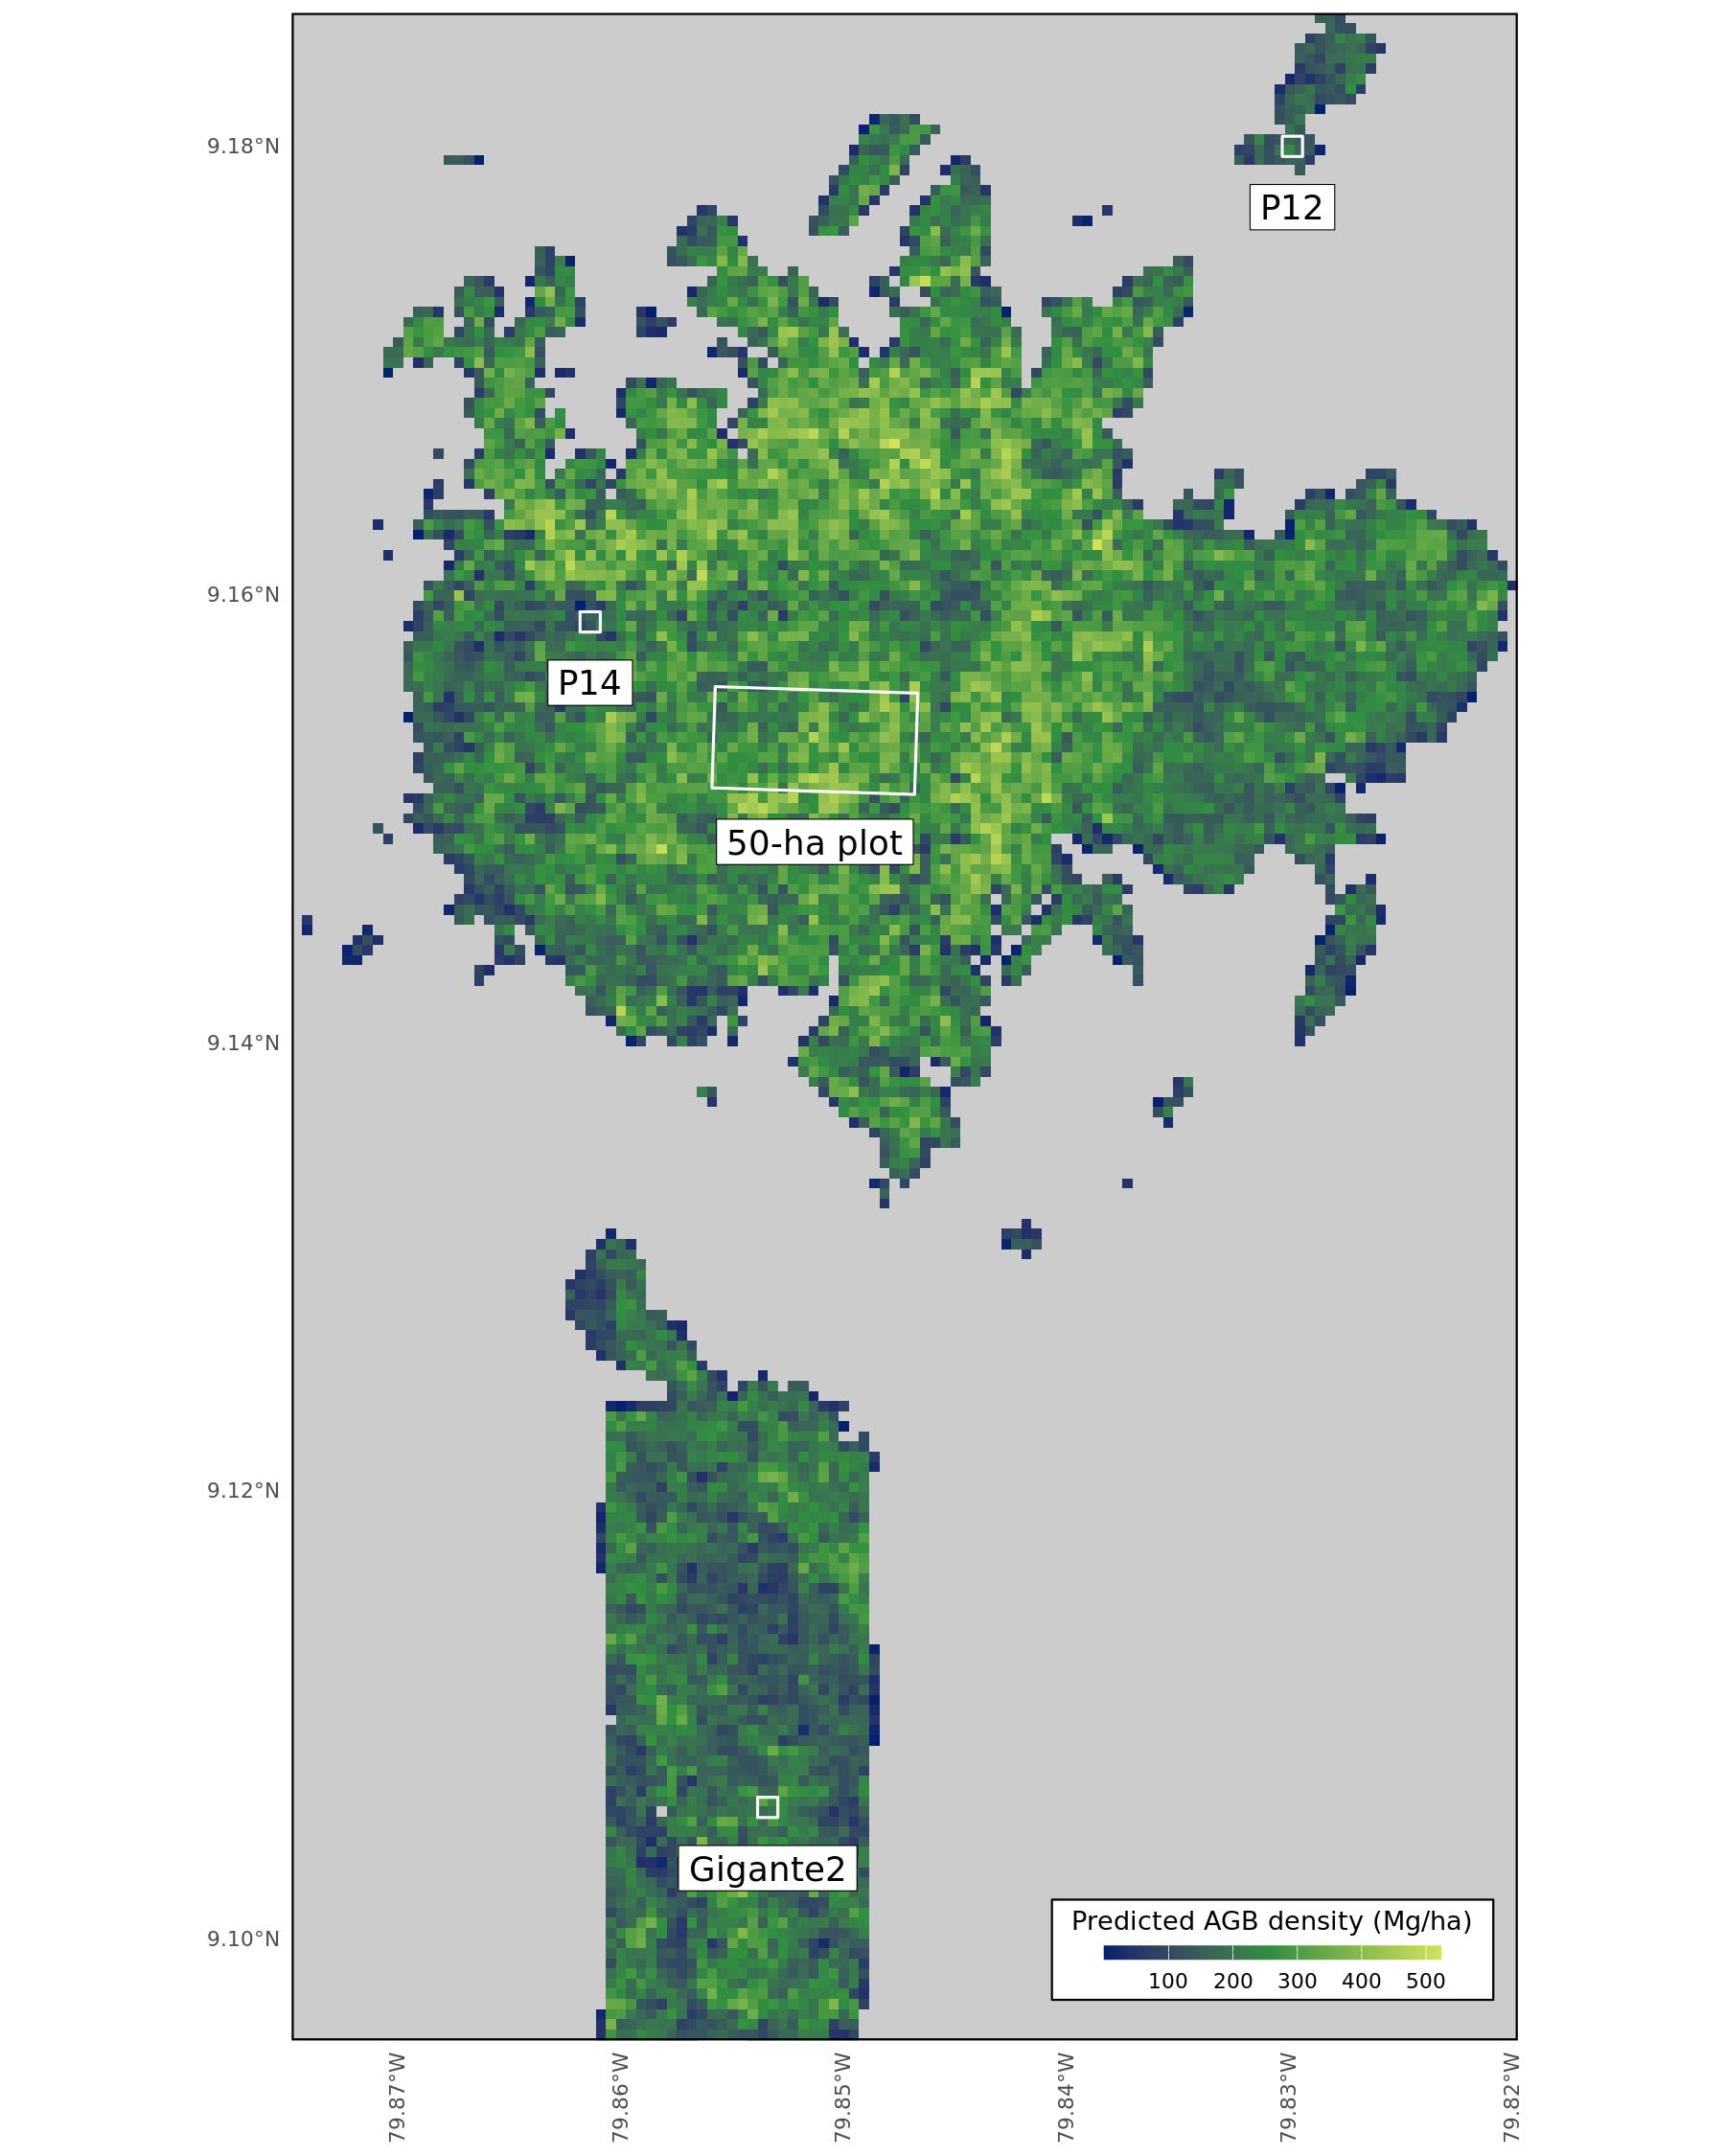 9.18°N
P12
9.16°N
P14
50-ha plot
9.14°N
9.12°N
Gigante2
9.10°N
Predicted AGB density (Mg/ha)
100 200 300 400 500
79.87°W 79.86°W 79.85°W 79.84°W 79.83°W 79.82°W